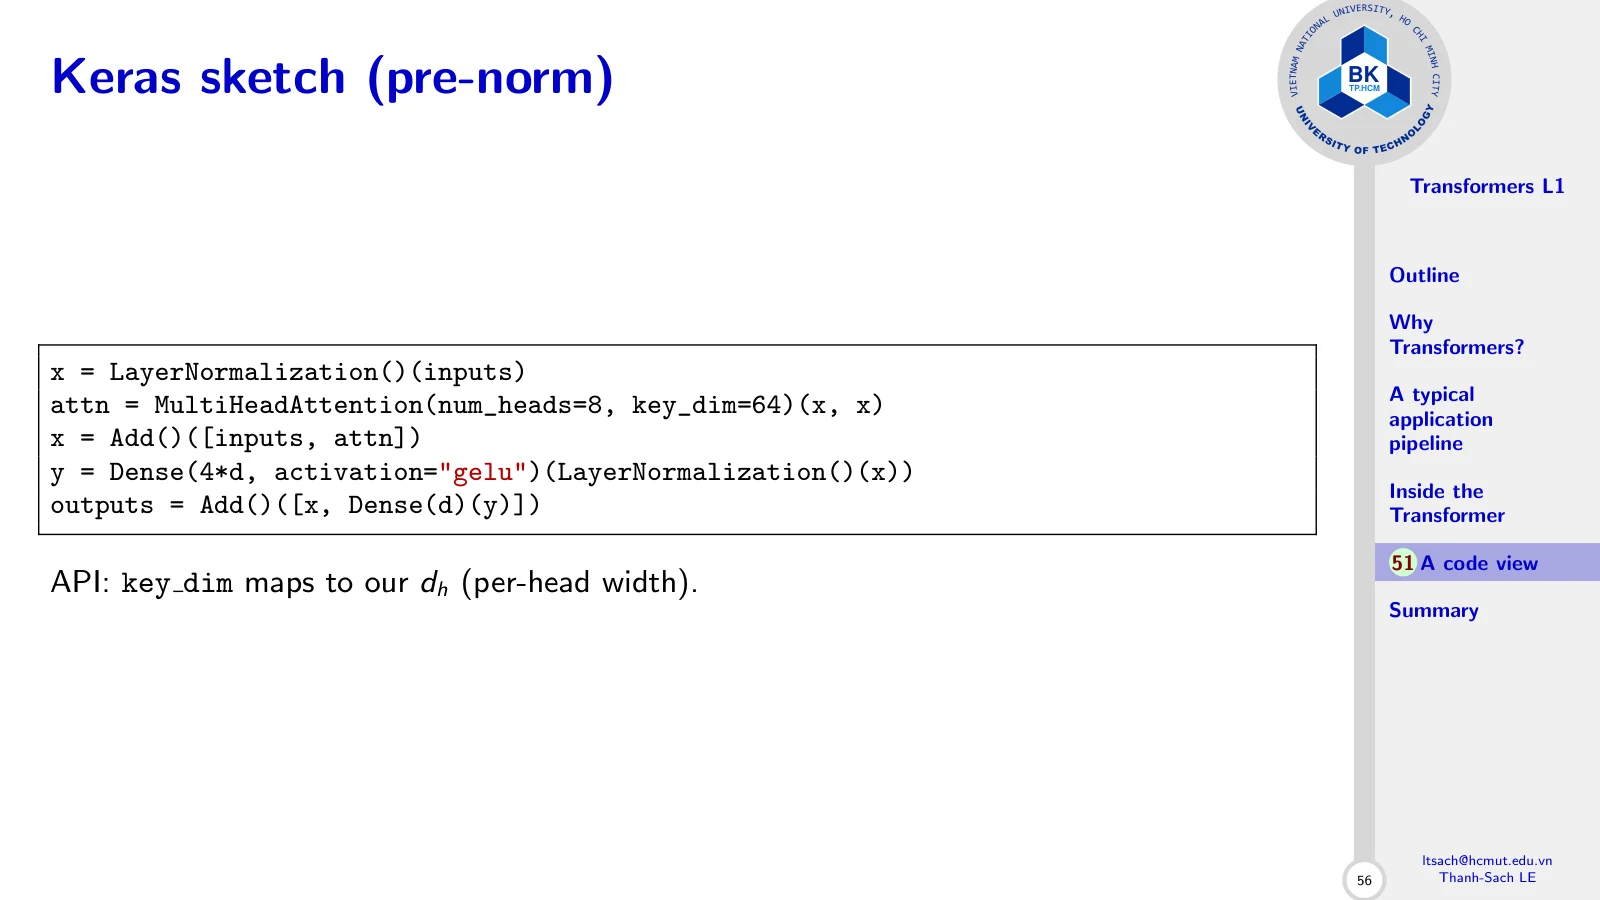 Keras sketch (pre-norm)
x = LayerNormalization()(inputs)
attn = MultiHeadAttention(num_heads=8, key_dim=64)(x, x)
x = Add()([inputs, attn])
y = Dense(4*d, activation="gelu")(LayerNormalization()(x))
outputs = Add()([x, Dense(d)(y)])
API: key_dim maps to our d_h (per-head width).
VIETNAM NATIONAL UNIVERSITY, HO CHI MINH CITY
BK
TP.HCM
UNIVERSITY OF TECHNOLOGY
Transformers L1
Outline
Why
Transformers?
A typical
application
pipeline
Inside the
Transformer
51 A code view
Summary
ltsach@hcmut.edu.vn
Thanh-Sach LE
56